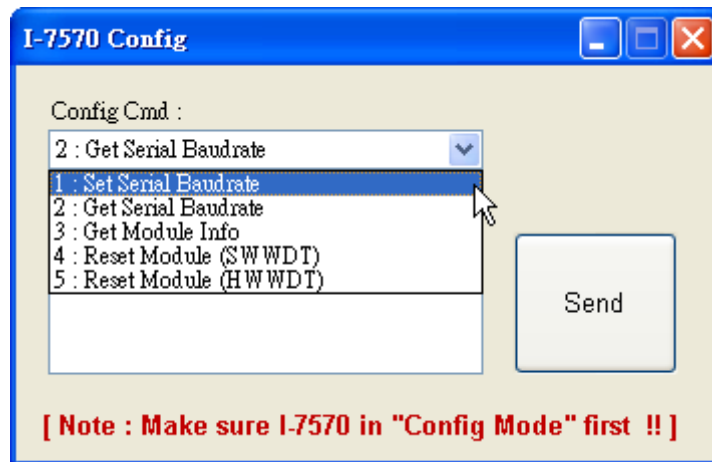 I-7570 Config
Config Cmd :
2 : Get Serial Baudrate
1 : Set Serial Baudrate
2 : Get Serial Baudrate
3 : Get Module Info
4 : Reset Module (SWWDT)
5 : Reset Module (HWWDT)
Send
[ Note : Make sure I-7570 in "Config Mode" first !! ]